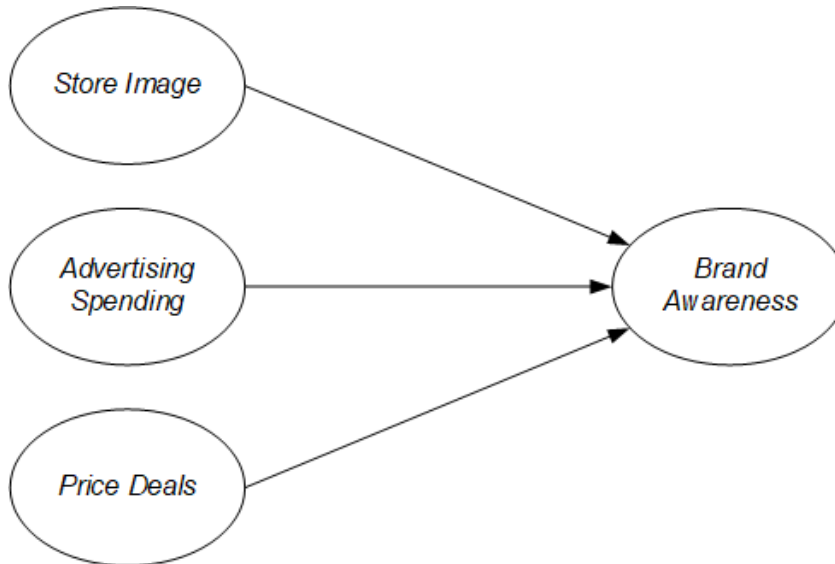 Store Image
Advertising
Spending
Brand
Awareness
Price Deals